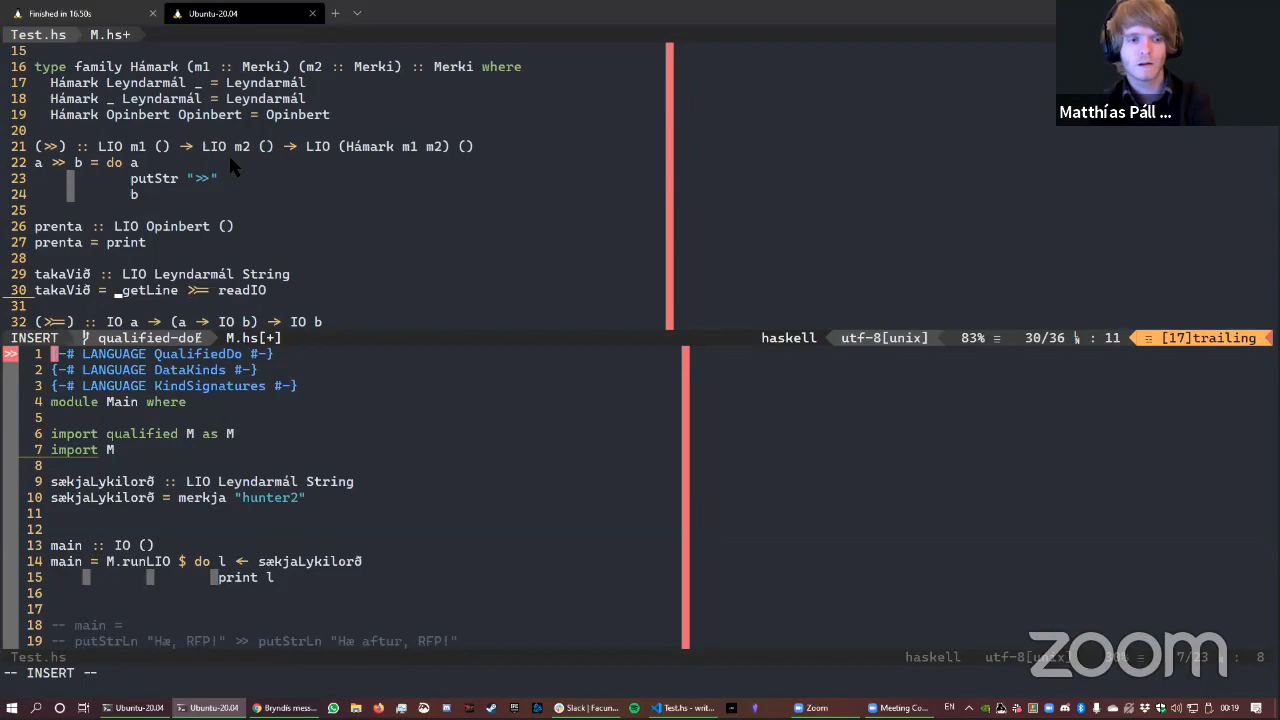 Finished in 16.50s
Ubuntu-20.04
Test.hs M.hs+
15
16 type family Hámark (m1 :: Merki) (m2 :: Merki) :: Merki where
17 Hámark Leyndarmál _ = Leyndarmál
18 Hámark _ Leyndarmál = Leyndarmál
19 Hámark Opinbert Opinbert = Opinbert
20
21 (>>) :: LIO m1 () -> LIO m2 () -> LIO (Hámark m1 m2) ()
22 a >> b = do a
23 putStr ">>"
24 b
25
26 prenta :: LIO Opinbert ()
27 prenta = print
28
29 takaVið :: LIO Leyndarmál String
30 takaVið = _getLine >>= readIO
31
32 (>>=) :: IO a -> (a -> IO b) -> IO b
INSERT qualified-do M.hs[+] haskell utf-8[unix] 83% 30/36 : 11 [17]trailing
>> 1 {-# LANGUAGE QualifiedDo #-}
2 {-# LANGUAGE DataKinds #-}
3 {-# LANGUAGE KindSignatures #-}
4 module Main where
5
6 import qualified M as M
7 import M
8
9 sækjaLykilorð :: LIO Leyndarmál String
10 sækjaLykilorð = merkja "hunter2"
11
12
13 main :: IO ()
14 main = M.runLIO $ do l <- sækjaLykilorð
15 print l
16
17
18 -- main =
19 -- putStrLn "Hæ, RFP!" >> putStrLn "Hæ aftur, RFP!"
Test.hs haskell utf-8[unix] 30% 7/23 : 8
-- INSERT --
Matthías Páll ...
zoom
Ubuntu-20.04
Ubuntu-20.04
Bryndís mess...
Slack | Facun...
Test.hs - writ...
Zoom
Meeting Co...
EN
00:19